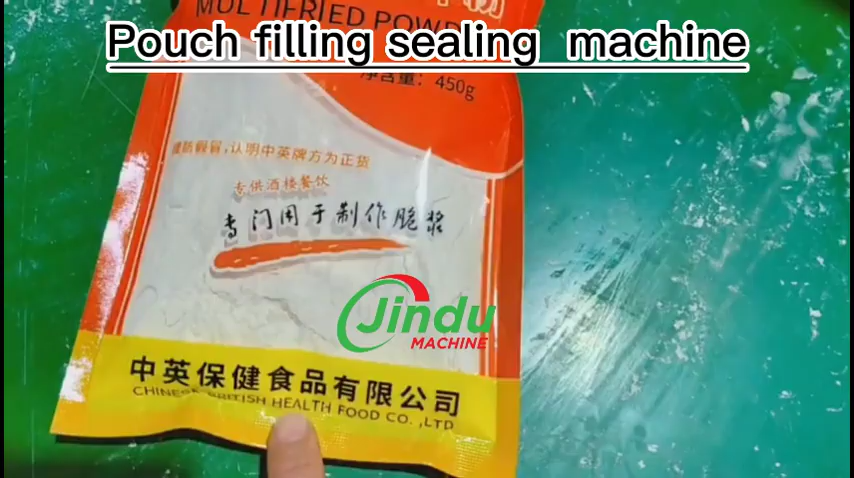 MULTIFRIED POWD
Pouch filling sealing machine
净含量：450g
谨防假冒，认明中英牌方为正货
专供酒楼餐饮
专门用于制作脆浆
Jindu
MACHINE
中英保健食品有限公司
CHINESE BRITISH HEALTH FOOD CO. ,LTD